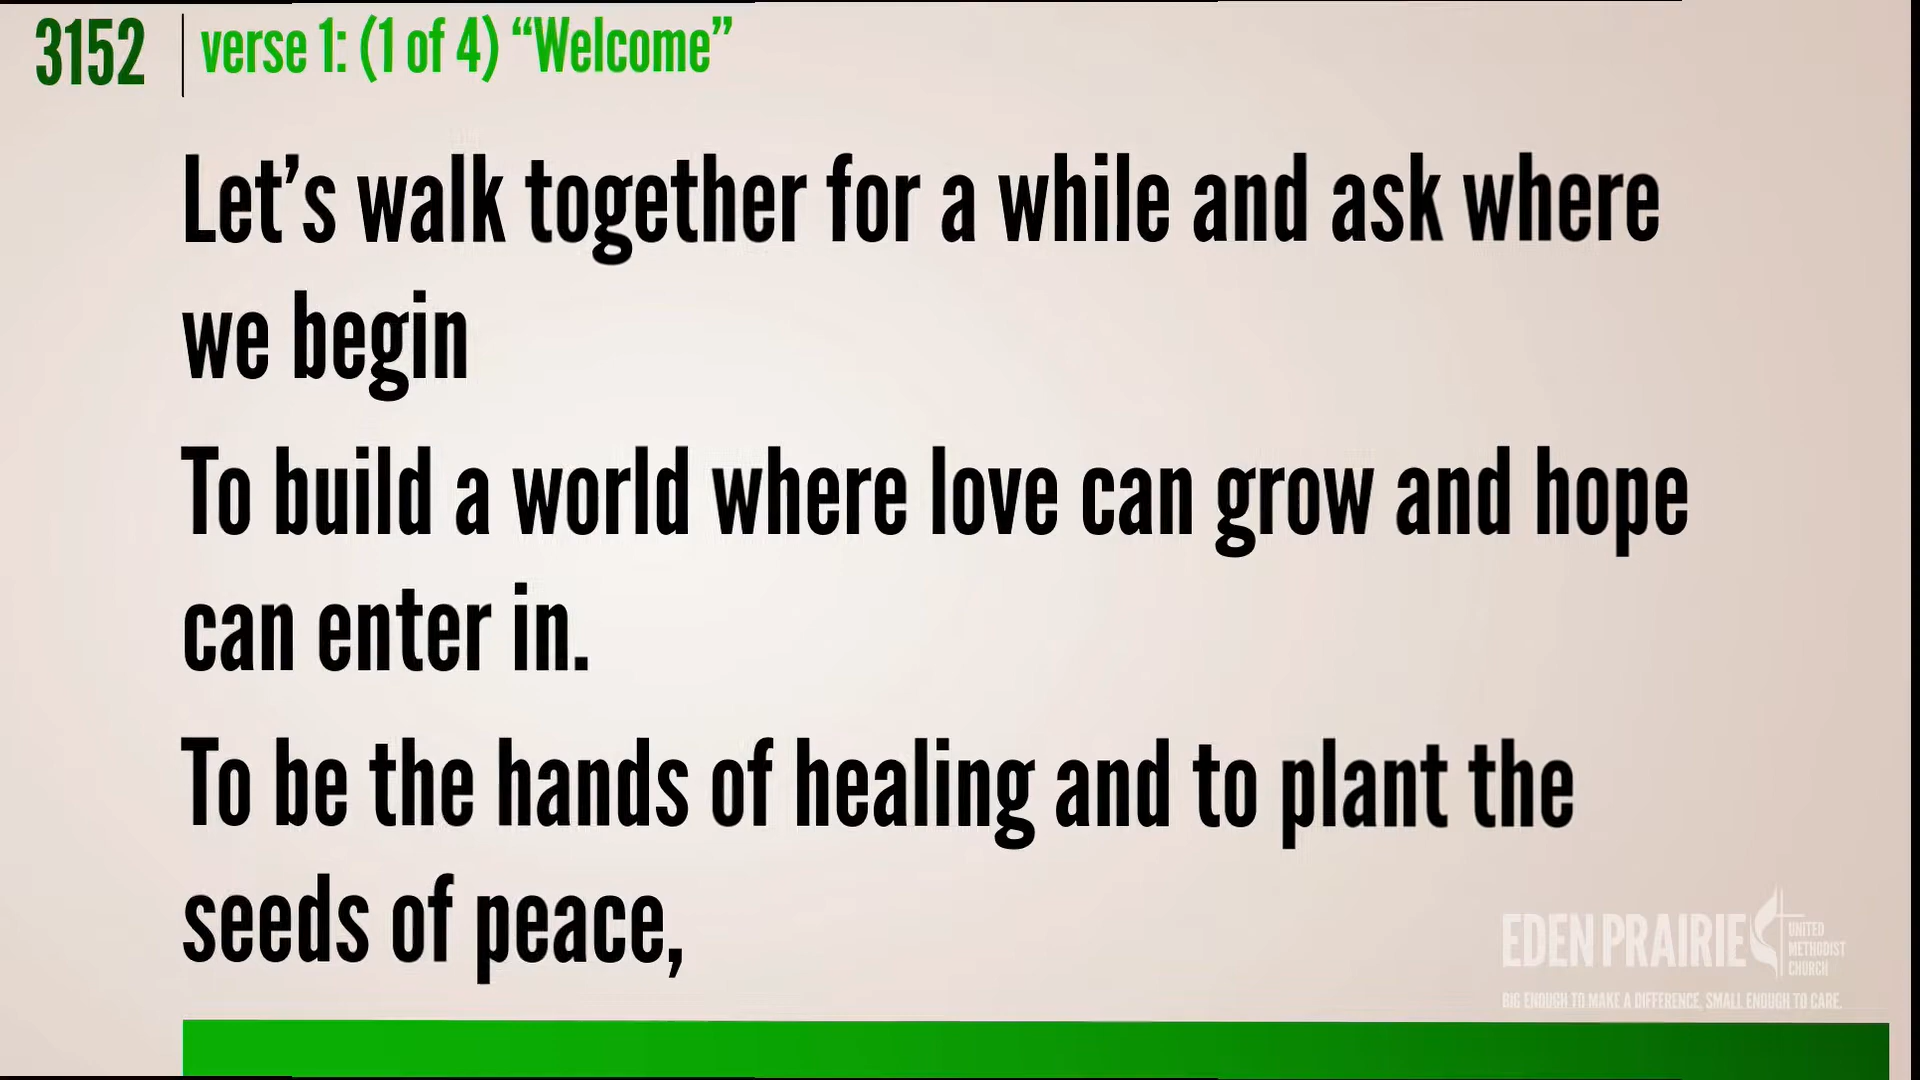 3152
verse 1: (1 of 4) “Welcome”
Let’s walk together for a while and ask where
we begin
To build a world where love can grow and hope
can enter in.
To be the hands of healing and to plant the
seeds of peace,
EDEN PRAIRIE
UNITED
METHODIST
CHURCH
BIG ENOUGH TO MAKE A DIFFERENCE, SMALL ENOUGH TO CARE.